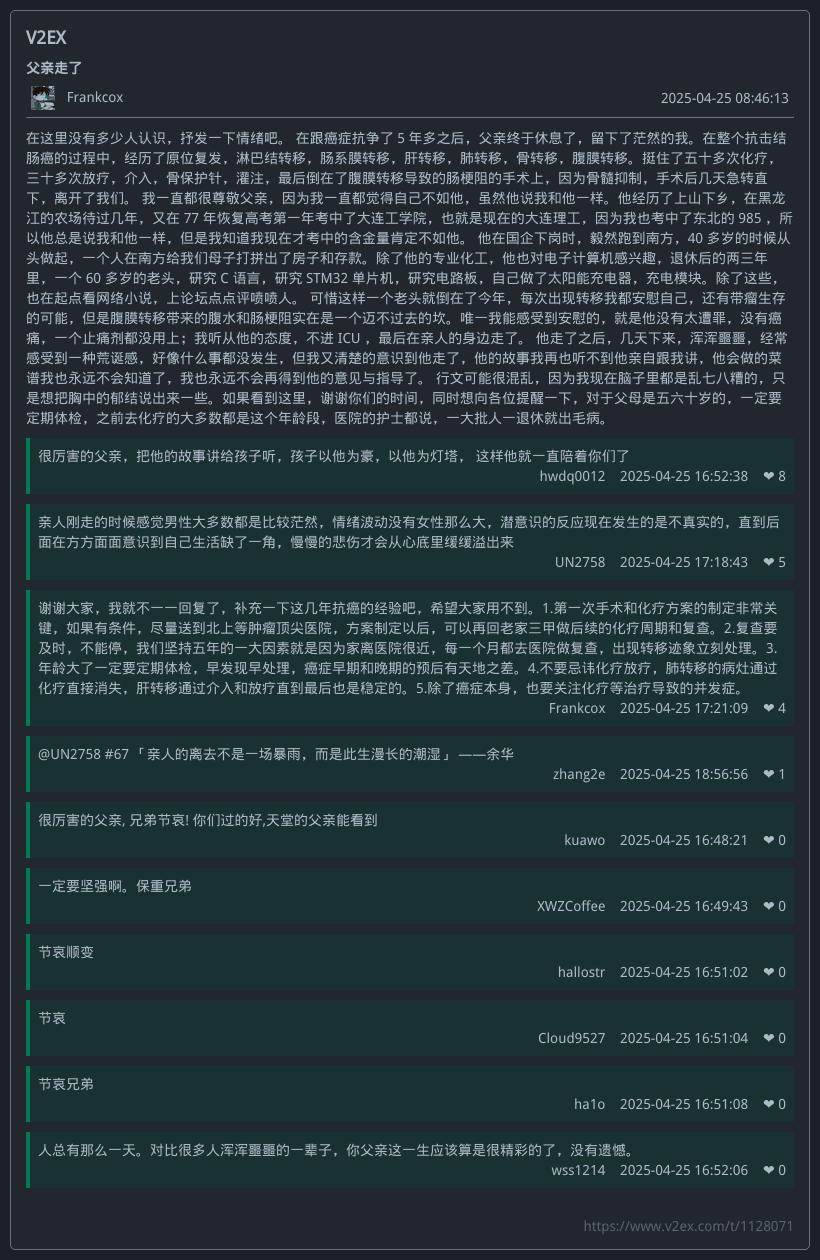 V2EX
父亲走了
Frankcox 2025-04-25 08:46:13
在这里没有多少人认识，抒发一下情绪吧。 在跟癌症抗争了 5 年多之后，父亲终于休息了，留下了茫然的我。在整个抗击结
肠癌的过程中，经历了原位复发，淋巴结转移，肠系膜转移，肝转移，肺转移，骨转移，腹膜转移。挺住了五十多次化疗，
三十多次放疗，介入，骨保护针，灌注，最后倒在了腹膜转移导致的肠梗阻的手术上，因为骨髓抑制，手术后几天急转直
下，离开了我们。 我一直都很尊敬父亲，因为我一直都觉得自己不如他，虽然他说我和他一样。他经历了上山下乡，在黑龙
江的农场待过几年，又在 77 年恢复高考第一年考中了大连工学院，也就是现在的大连理工，因为我也考中了东北的 985 ，所
以他总是说我和他一样，但是我知道我现在才考中的含金量肯定不如他。 他在国企下岗时，毅然跑到南方，40 多岁的时候从
头做起，一个人在南方给我们母子打拼出了房子和存款。除了他的专业化工，他也对电子计算机感兴趣，退休后的两三年
里，一个 60 多岁的老头，研究 C 语言，研究 STM32 单片机，研究电路板，自己做了太阳能充电器，充电模块。除了这些，
也在起点看网络小说，上论坛点点评喷喷人。 可惜这样一个老头就倒在了今年，每次出现转移我都安慰自己，还有带瘤生存
的可能，但是腹膜转移带来的腹水和肠梗阻实在是一个迈不过去的坎。唯一我能感受到安慰的，就是他没有太遭罪，没有癌
痛，一个止痛剂都没用上；我听从他的态度，不进 ICU ，最后在亲人的身边走了。 他走了之后，几天下来，浑浑噩噩，经常
感受到一种荒诞感，好像什么事都没发生，但我又清楚的意识到他走了，他的故事我再也听不到他亲自跟我讲，他会做的菜
谱我也永远不会知道了，我也永远不会再得到他的意见与指导了。 行文可能很混乱，因为我现在脑子里都是乱七八糟的，只
是想把胸中的郁结说出来一些。如果看到这里，谢谢你们的时间，同时想向各位提醒一下，对于父母是五六十岁的，一定要
定期体检，之前去化疗的大多数都是这个年龄段，医院的护士都说，一大批人一退休就出毛病。
很厉害的父亲，把他的故事讲给孩子听，孩子以他为豪，以他为灯塔， 这样他就一直陪着你们了
hwdq0012 2025-04-25 16:52:38 ❤ 8
亲人刚走的时候感觉男性大多数都是比较茫然，情绪波动没有女性那么大，潜意识的反应现在发生的是不真实的，直到后
面在方方面面意识到自己生活缺了一角，慢慢的悲伤才会从心底里缓缓溢出来
UN2758 2025-04-25 17:18:43 ❤ 5
谢谢大家，我就不一一回复了，补充一下这几年抗癌的经验吧，希望大家用不到。1.第一次手术和化疗方案的制定非常关
键，如果有条件，尽量送到北上等肿瘤顶尖医院，方案制定以后，可以再回老家三甲做后续的化疗周期和复查。2.复查要
及时，不能停，我们坚持五年的一大因素就是因为家离医院很近，每一个月都去医院做复查，出现转移迹象立刻处理。3.
年龄大了一定要定期体检，早发现早处理，癌症早期和晚期的预后有天地之差。4.不要忌讳化疗放疗，肺转移的病灶通过
化疗直接消失，肝转移通过介入和放疗直到最后也是稳定的。5.除了癌症本身，也要关注化疗等治疗导致的并发症。
Frankcox 2025-04-25 17:21:09 ❤ 4
@UN2758 #67 「 亲人的离去不是一场暴雨，而是此生漫长的潮湿 」 ——余华
zhang2e 2025-04-25 18:56:56 ❤ 1
很厉害的父亲, 兄弟节哀! 你们过的好,天堂的父亲能看到
kuawo 2025-04-25 16:48:21 ❤ 0
一定要坚强啊。保重兄弟
XWZCoffee 2025-04-25 16:49:43 ❤ 0
节哀顺变
hallostr 2025-04-25 16:51:02 ❤ 0
节哀
Cloud9527 2025-04-25 16:51:04 ❤ 0
节哀兄弟
ha1o 2025-04-25 16:51:08 ❤ 0
人总有那么一天。对比很多人浑浑噩噩的一辈子，你父亲这一生应该算是很精彩的了，没有遗憾。
wss1214 2025-04-25 16:52:06 ❤ 0
https://www.v2ex.com/t/1128071